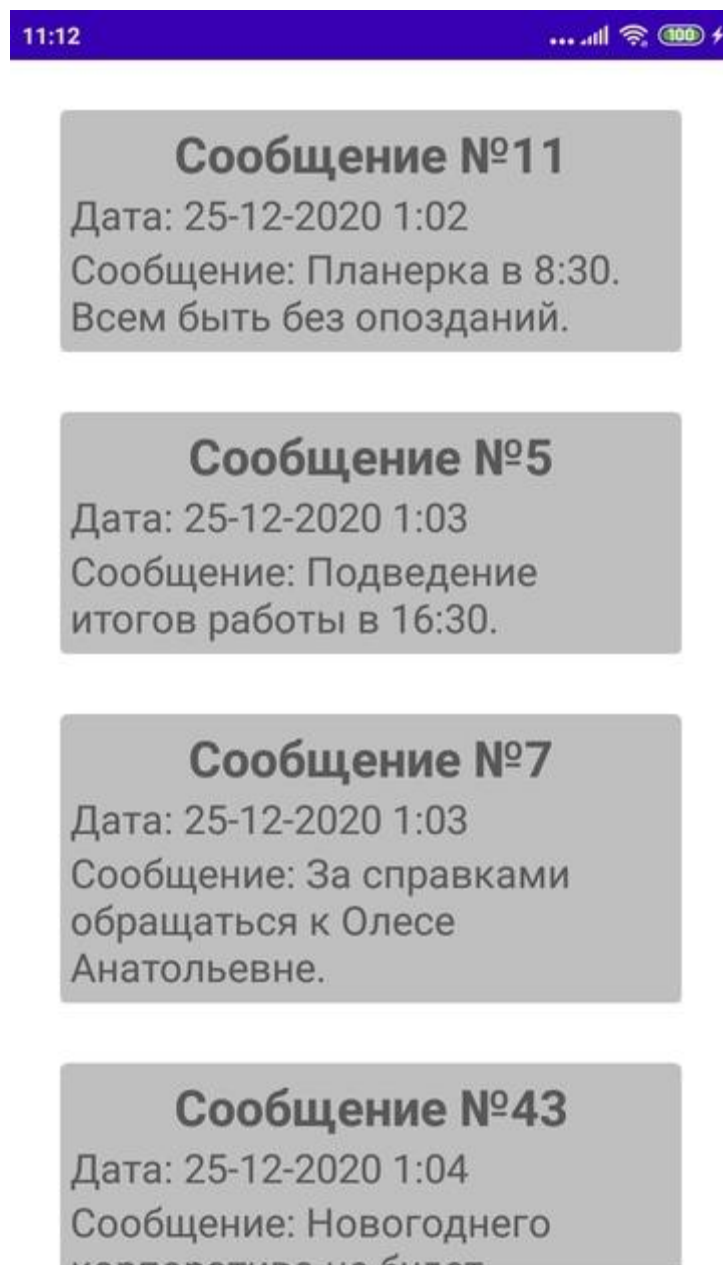 11:12
100
Сообщение №11
Дата: 25-12-2020 1:02
Сообщение: Планерка в 8:30.
Всем быть без опозданий.
Сообщение №5
Дата: 25-12-2020 1:03
Сообщение: Подведение
итогов работы в 16:30.
Сообщение №7
Дата: 25-12-2020 1:03
Сообщение: За справками
обращаться к Олесе
Анатольевне.
Сообщение №43
Дата: 25-12-2020 1:04
Сообщение: Новогоднего